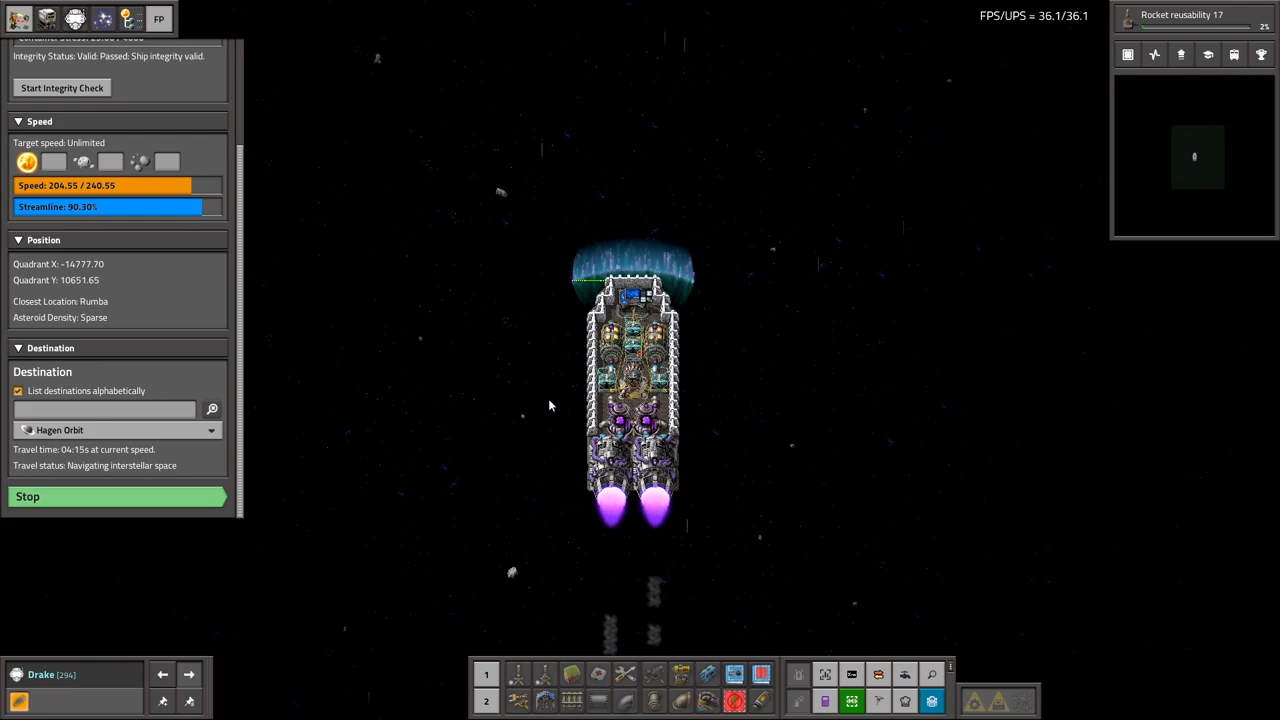 FP
FPS/UPS = 36.1/36.1
Rocket reusability 17
2%
Integrity Status: Valid: Passed: Ship integrity valid.
Start Integrity Check
Speed
Target speed: Unlimited
Speed: 204.55 / 240.55
Streamline: 90.30%
Position
Quadrant X: -14777.70
Quadrant Y: 10651.65
Closest Location: Rumba
Asteroid Density: Sparse
Destination
Destination
List destinations alphabetically
Hagen Orbit
Travel time: 04:15s at current speed.
Travel status: Navigating interstellar space
Stop
Drake [294]
1
2